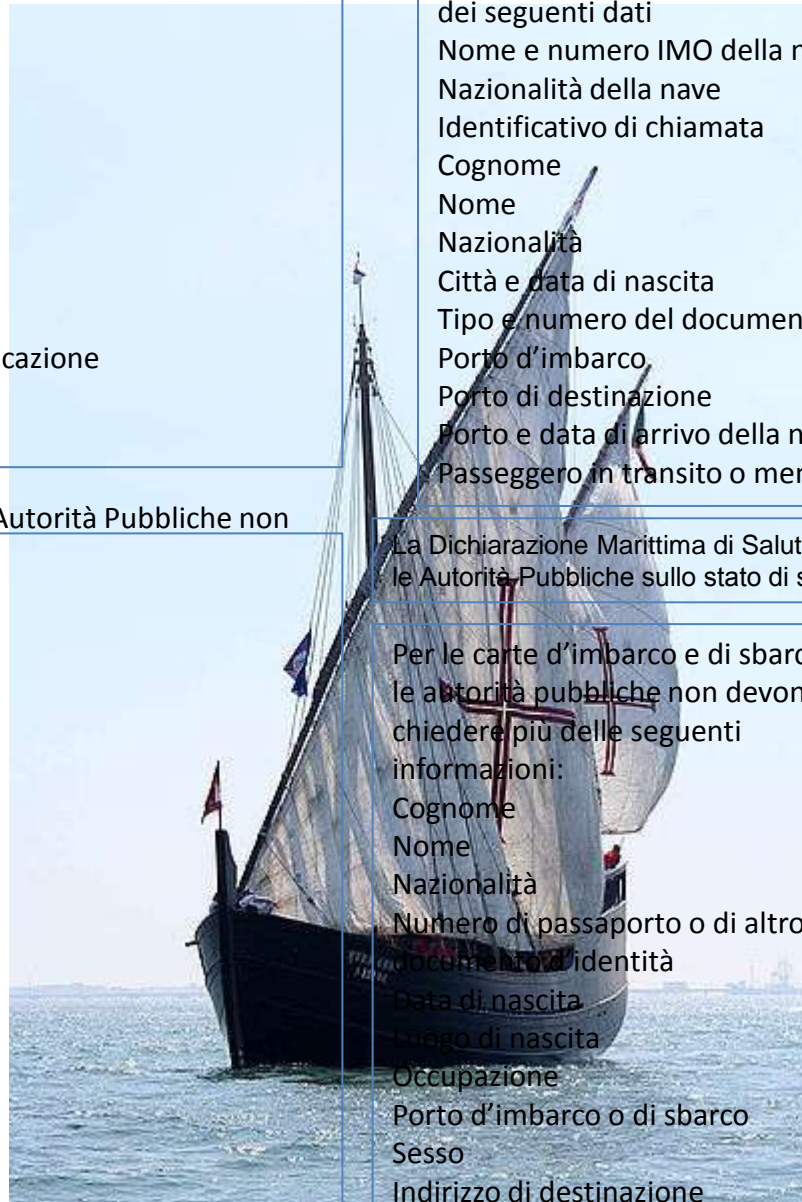 dei seguenti dati
Nome e numero IMO della n
Nazionalità della nave
Identificativo di chiamata
Cognome
Nome
Nazionalità
Città e data di nascita
Tipo e numero del documen
Porto d’imbarco
Porto di destinazione
Porto e data di arrivo della n
Passeggero in transito o mer
cazione
Autorità Pubbliche non
La Dichiarazione Marittima di Salut
le Autorità Pubbliche sullo stato di s
Per le carte d’imbarco e di sbarc
le autorità pubbliche non devon
chiedere più delle seguenti
informazioni:
Cognome
Nome
Nazionalità
Numero di passaporto o di altro
documento d’identità
Data di nascita
Luogo di nascita
Occupazione
Porto d’imbarco o di sbarco
Sesso
Indirizzo di destinazione